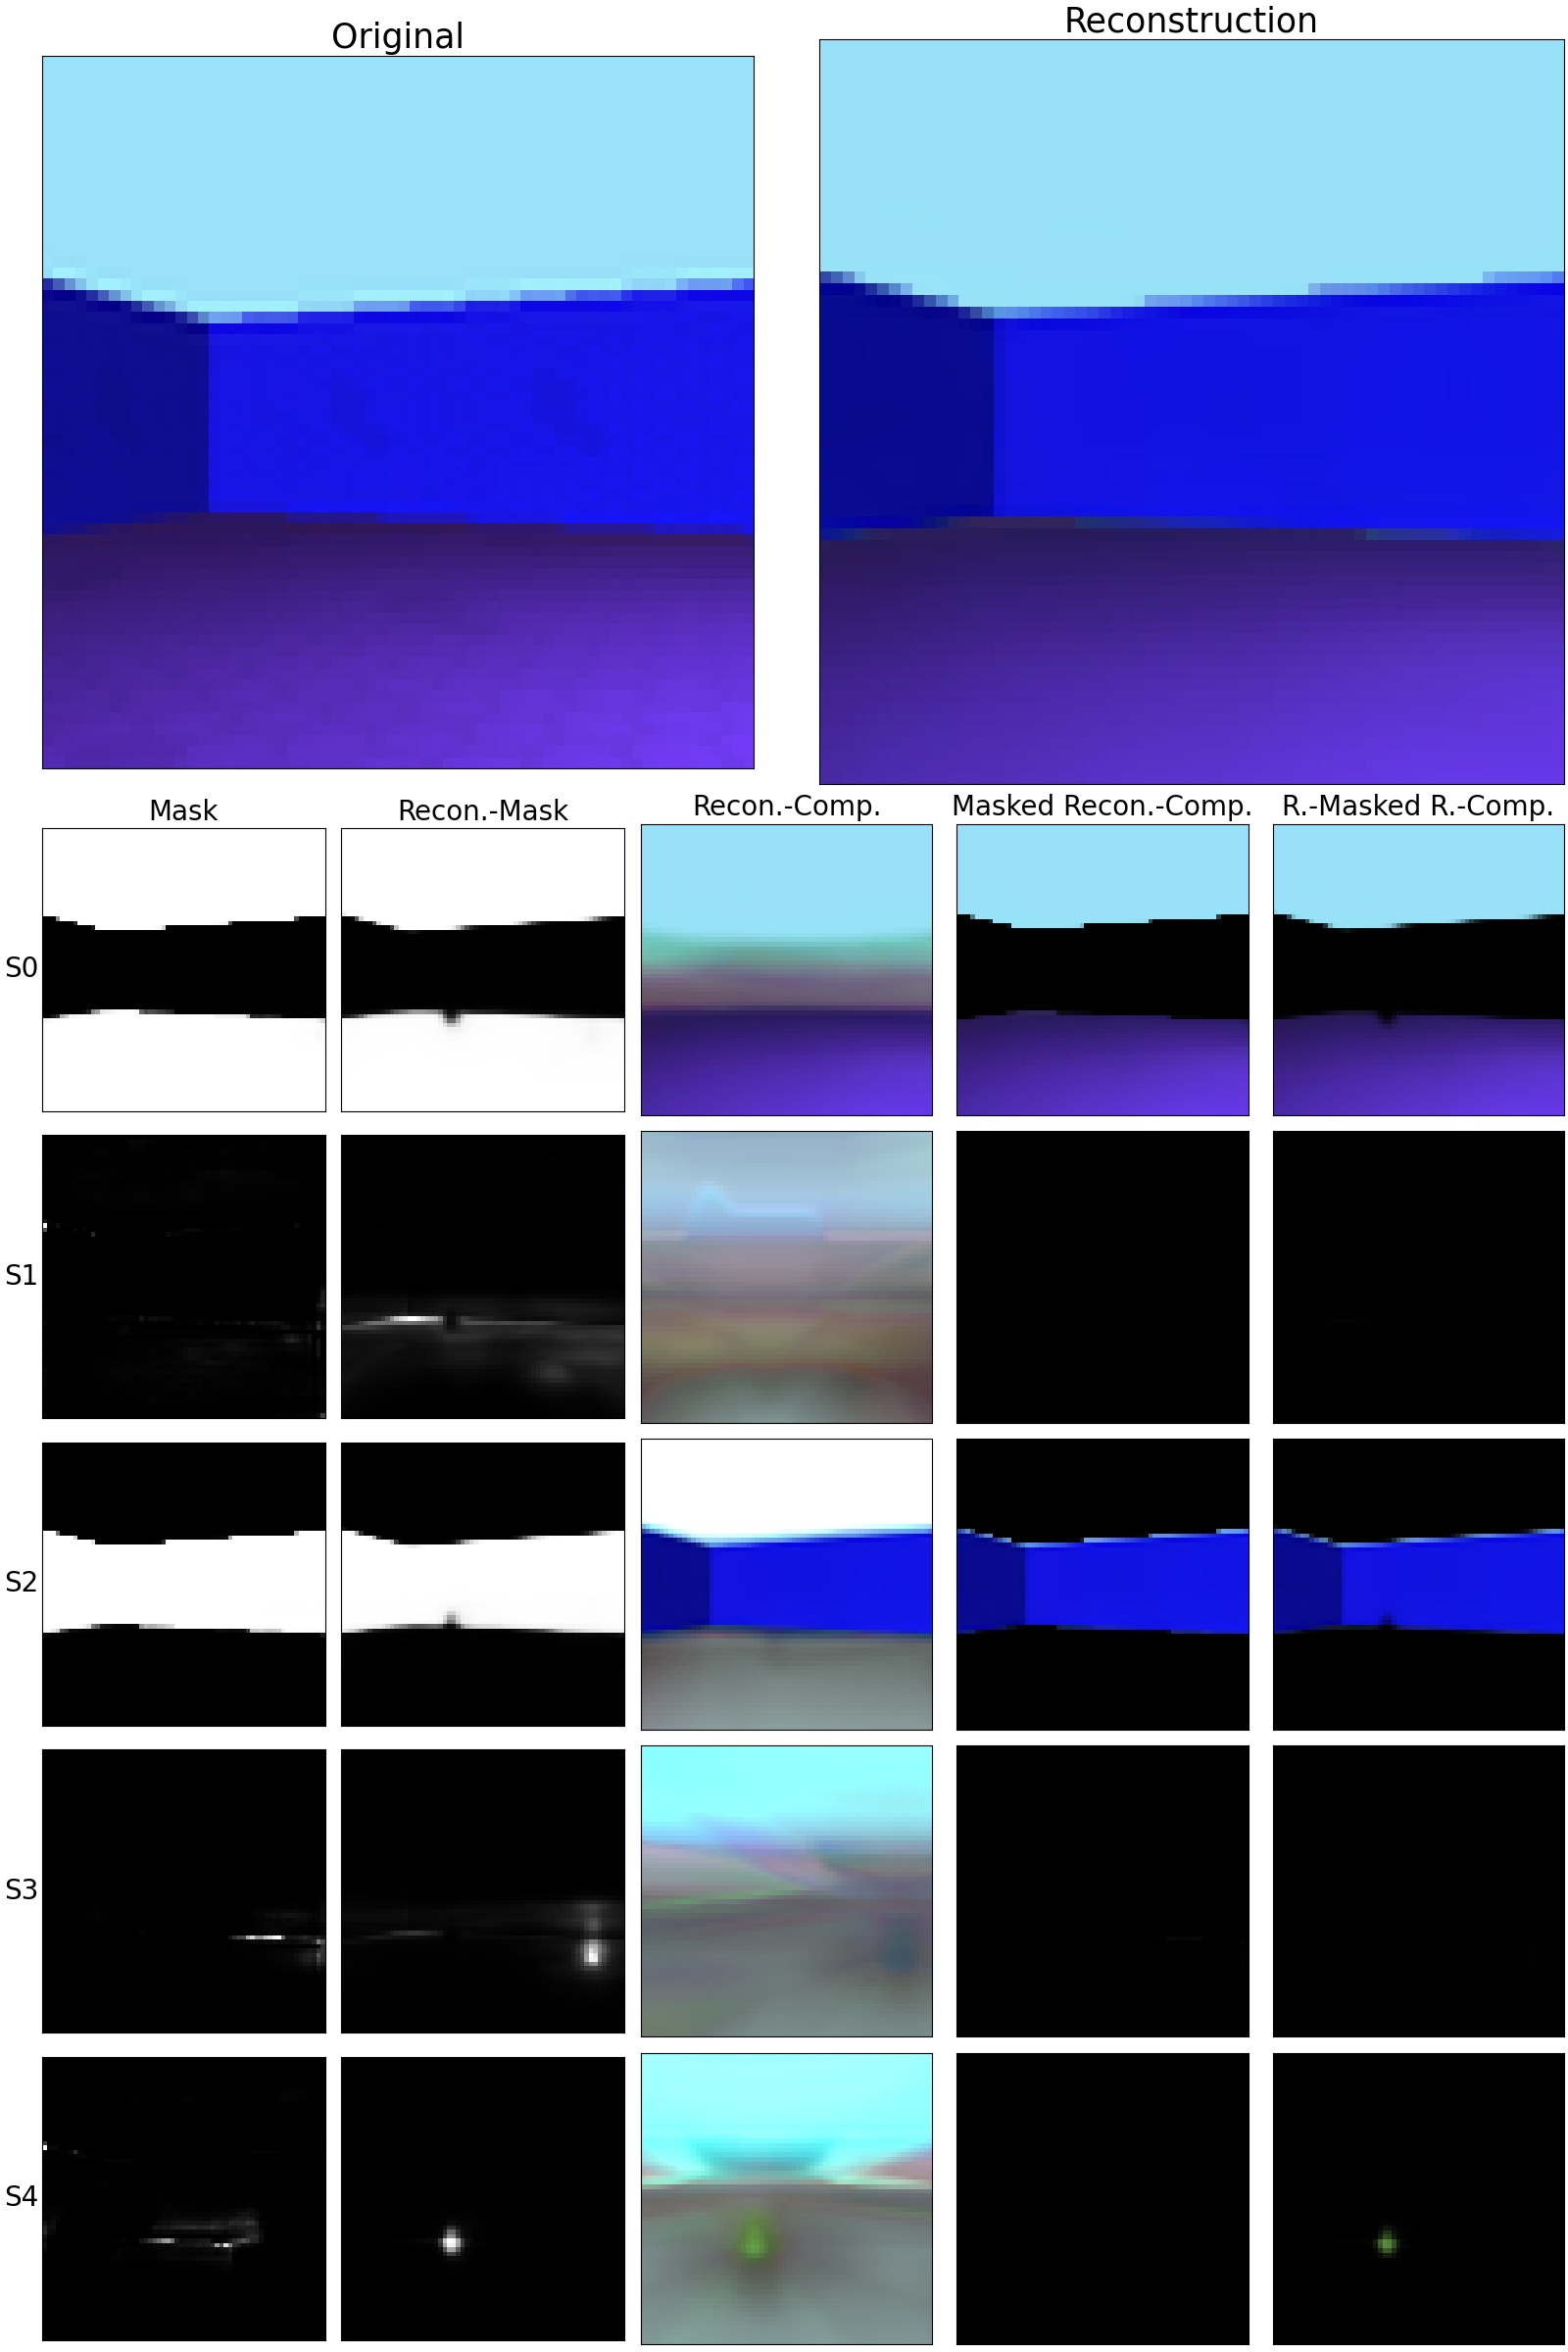 Original
Reconstruction
Mask
Recon.-Mask
Recon.-Comp.
Masked Recon.-Comp.
R.-Masked R.-Comp.
S0
S1
S2
S3
S4